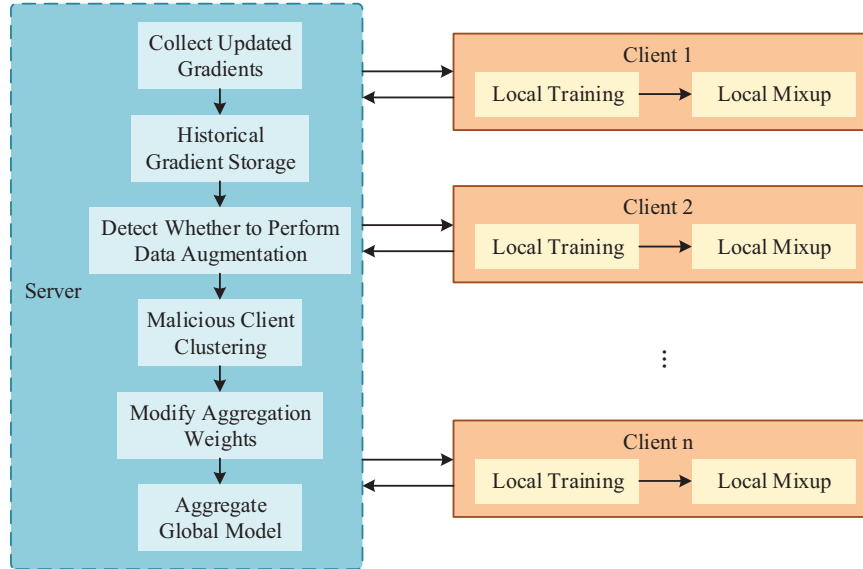 Collect Updated
Gradients
Historical
Gradient Storage
Detect Whether to Perform
Data Augmentation
Server
Malicious Client
Clustering
Modify Aggregation
Weights
Aggregate
Global Model
Client 1
Local Training
Local Mixup
Client 2
Local Training
Local Mixup
⋮
Client n
Local Training
Local Mixup